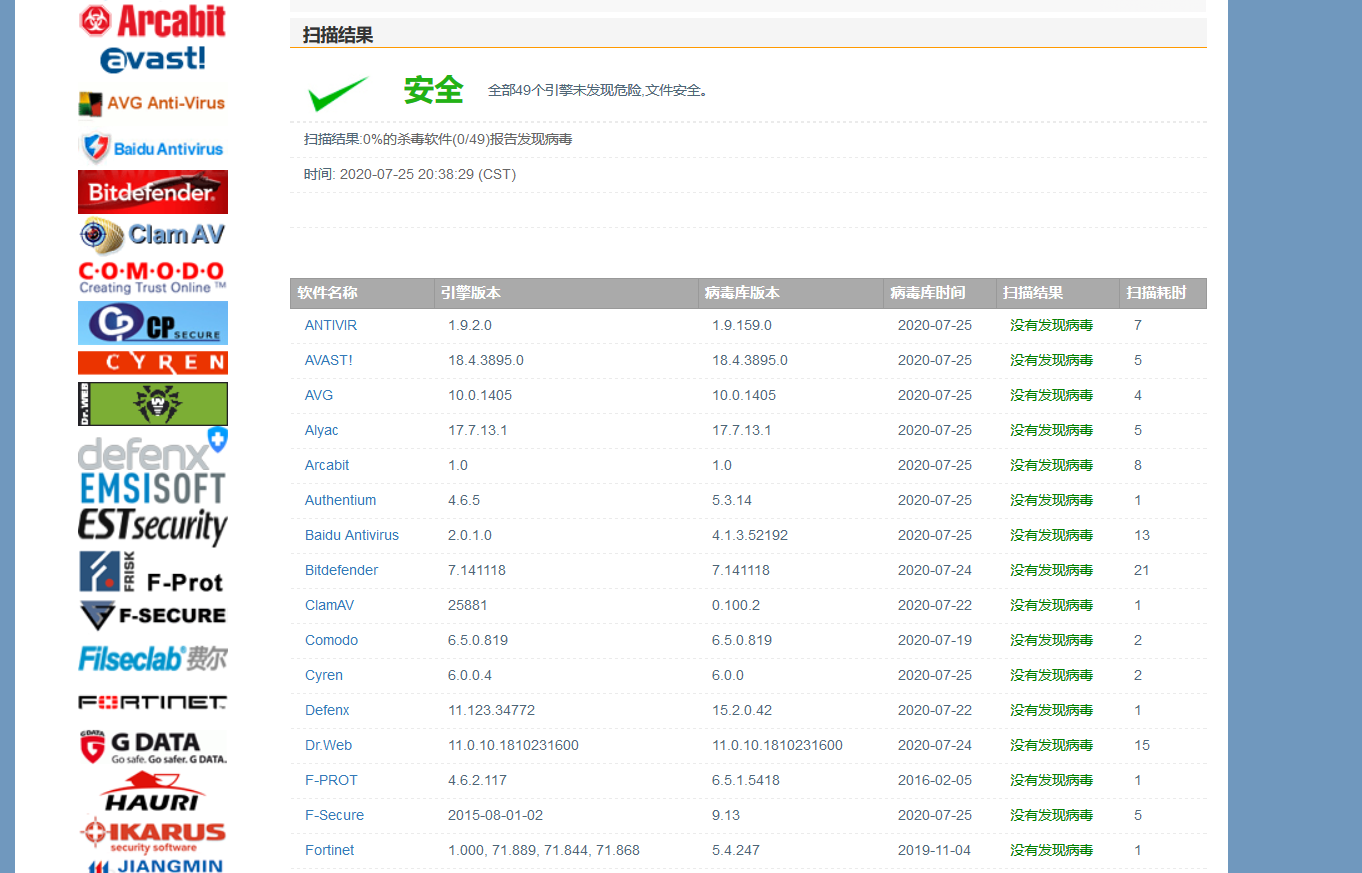 Arcabit
avast!
AVG Anti-Virus
Baidu Antivirus
Bitdefender.
Clam AV
C·O·M·O·D·O
Creating Trust Online ™
CP SECURE
CYREN
Dr.WEB
defenx
EMSISOFT
ESTsecurity
FRISK F-Prot
F-SECURE
Filseclab® 费尔
FORTINET
G DATA
Go safe. Go safer. G DATA.
HAURI
IKARUS
security software
JIANGMIN
扫描结果
安全 全部49个引擎未发现危险,文件安全。
扫描结果:0%的杀毒软件(0/49)报告发现病毒
时间: 2020-07-25 20:38:29 (CST)
软件名称 引擎版本 病毒库版本 病毒库时间 扫描结果 扫描耗时
ANTIVIR 1.9.2.0 1.9.159.0 2020-07-25 没有发现病毒 7
AVAST! 18.4.3895.0 18.4.3895.0 2020-07-25 没有发现病毒 5
AVG 10.0.1405 10.0.1405 2020-07-25 没有发现病毒 4
Alyac 17.7.13.1 17.7.13.1 2020-07-25 没有发现病毒 5
Arcabit 1.0 1.0 2020-07-25 没有发现病毒 8
Authentium 4.6.5 5.3.14 2020-07-25 没有发现病毒 1
Baidu Antivirus 2.0.1.0 4.1.3.52192 2020-07-25 没有发现病毒 13
Bitdefender 7.141118 7.141118 2020-07-24 没有发现病毒 21
ClamAV 25881 0.100.2 2020-07-22 没有发现病毒 1
Comodo 6.5.0.819 6.5.0.819 2020-07-19 没有发现病毒 2
Cyren 6.0.0.4 6.0.0 2020-07-25 没有发现病毒 2
Defenx 11.123.34772 15.2.0.42 2020-07-22 没有发现病毒 1
Dr.Web 11.0.10.1810231600 11.0.10.1810231600 2020-07-24 没有发现病毒 15
F-PROT 4.6.2.117 6.5.1.5418 2016-02-05 没有发现病毒 1
F-Secure 2015-08-01-02 9.13 2020-07-25 没有发现病毒 5
Fortinet 1.000, 71.889, 71.844, 71.868 5.4.247 2019-11-04 没有发现病毒 1